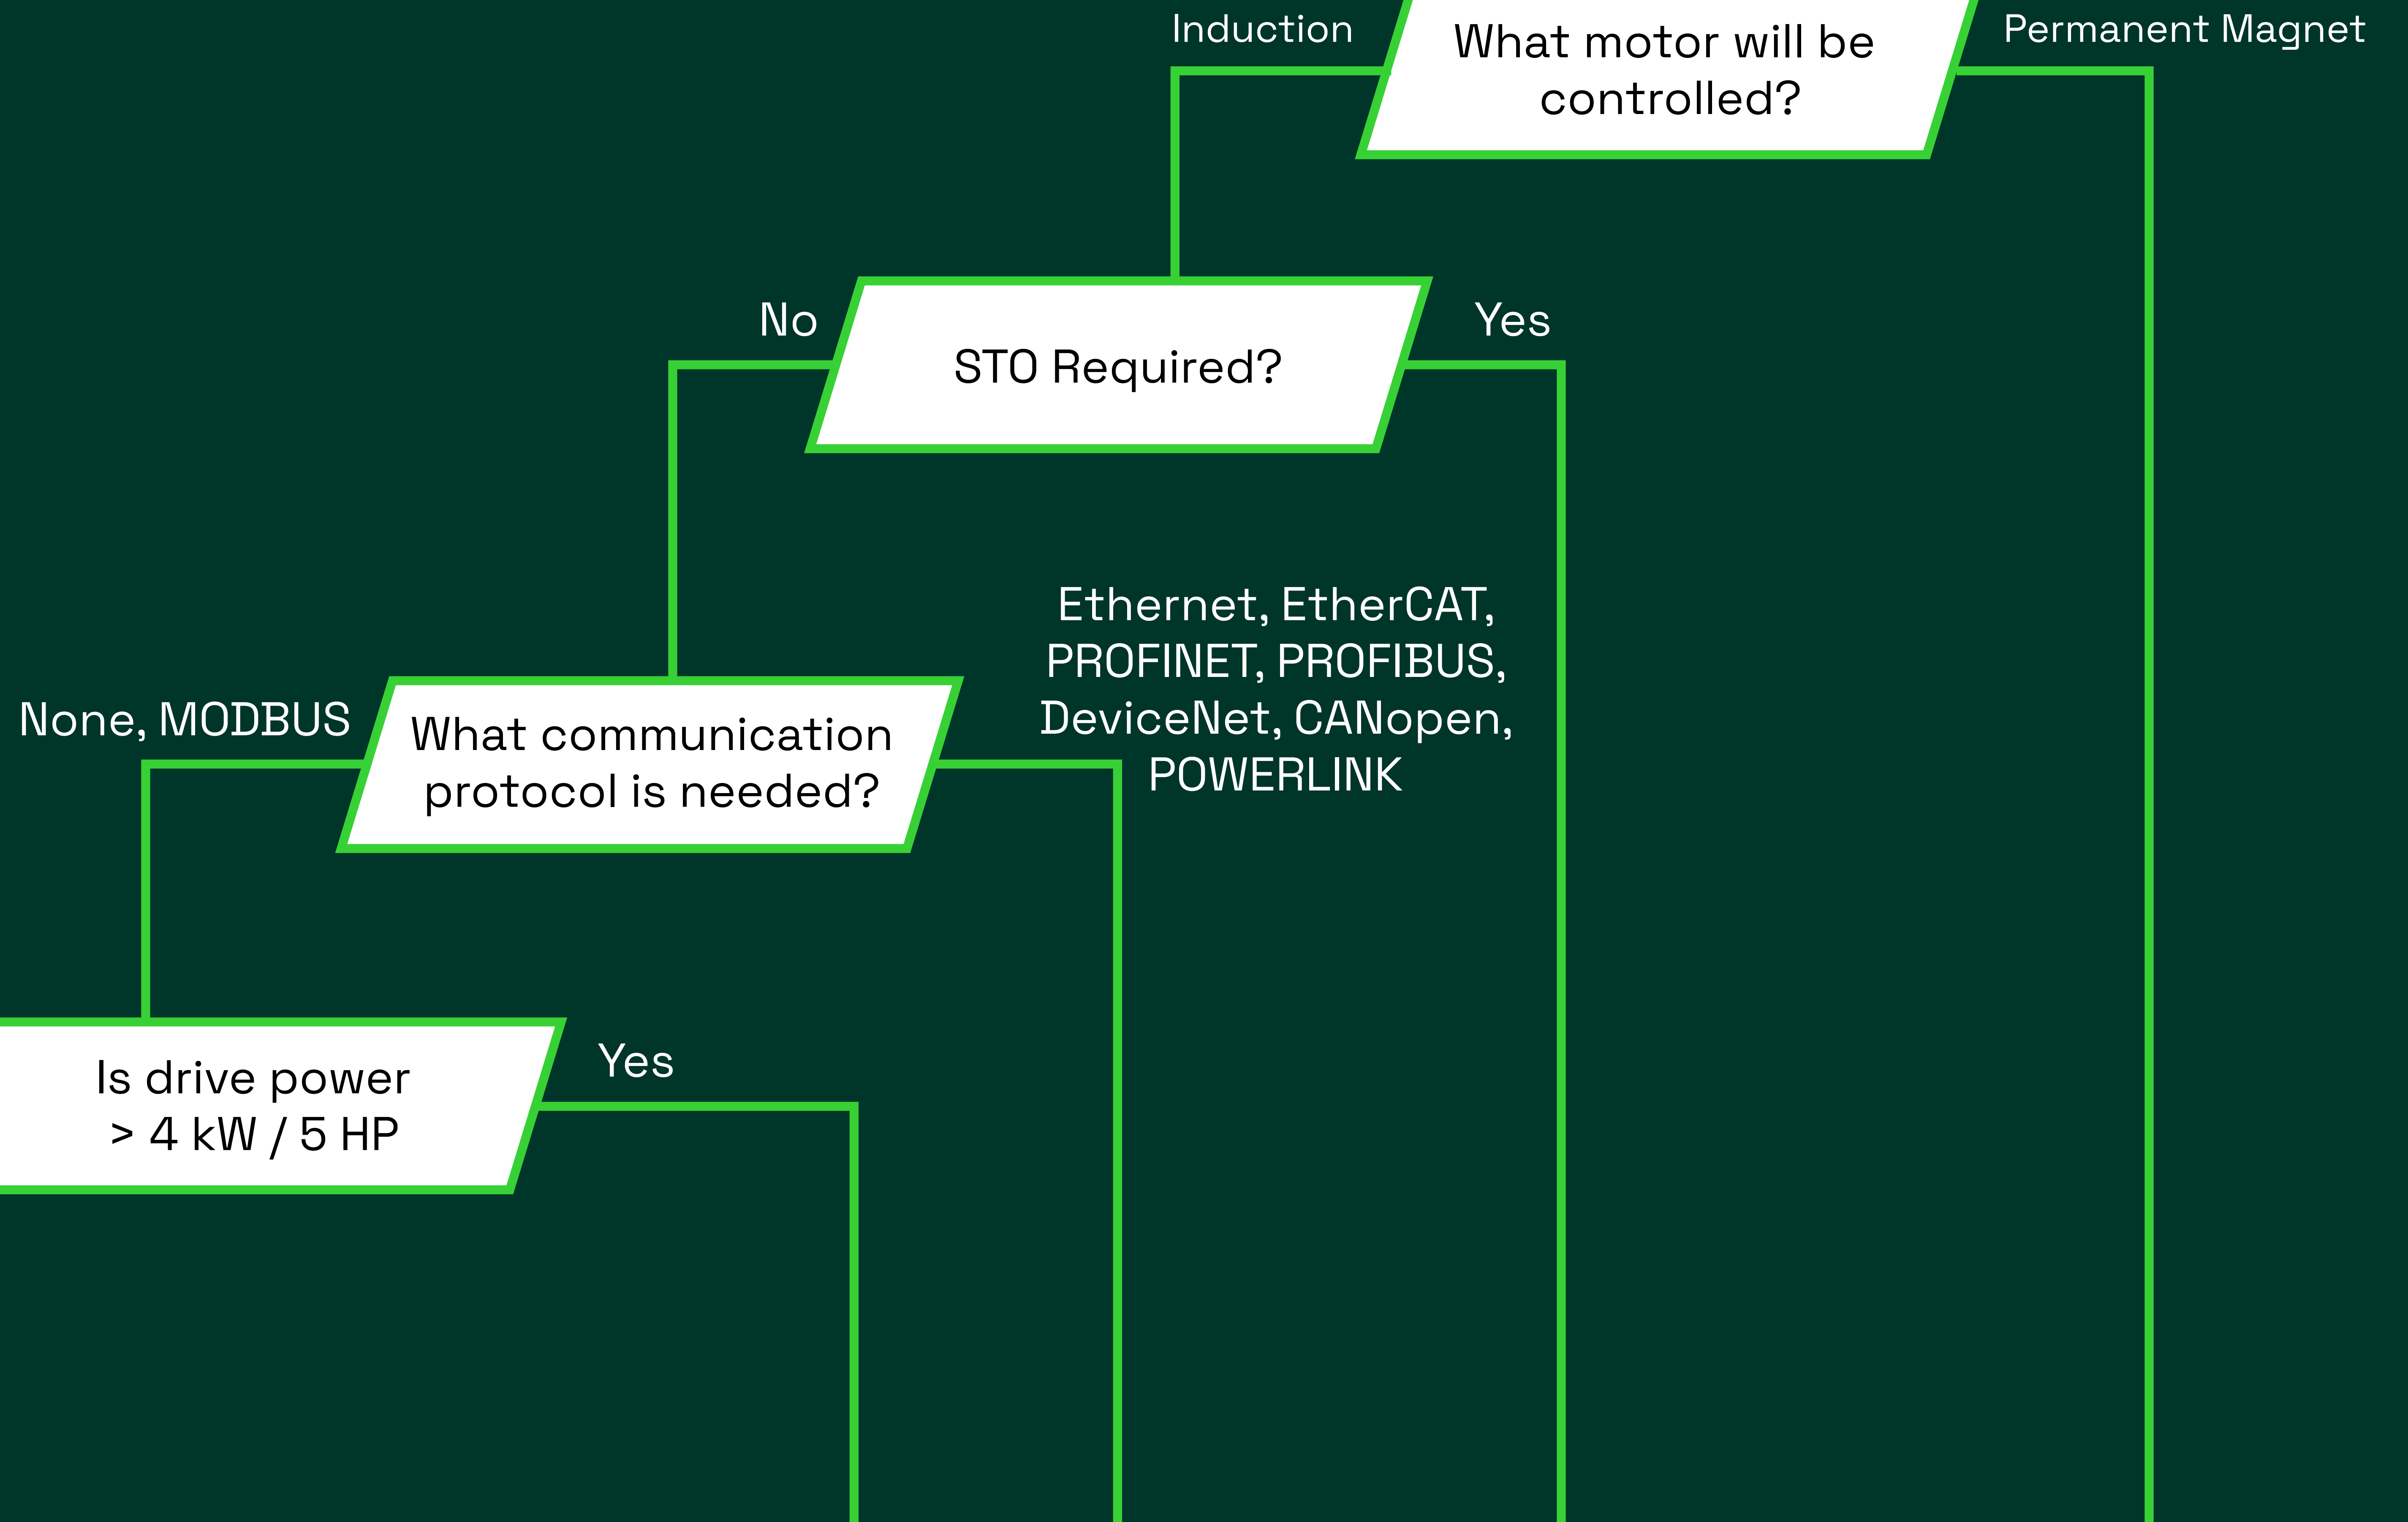 Induction
What motor will be
controlled?
Permanent Magnet
No
STO Required?
Yes
Ethernet, EtherCAT,
PROFINET, PROFIBUS,
DeviceNet, CANopen,
POWERLINK
None, MODBUS
What communication
protocol is needed?
Is drive power
> 4 kW / 5 HP
Yes